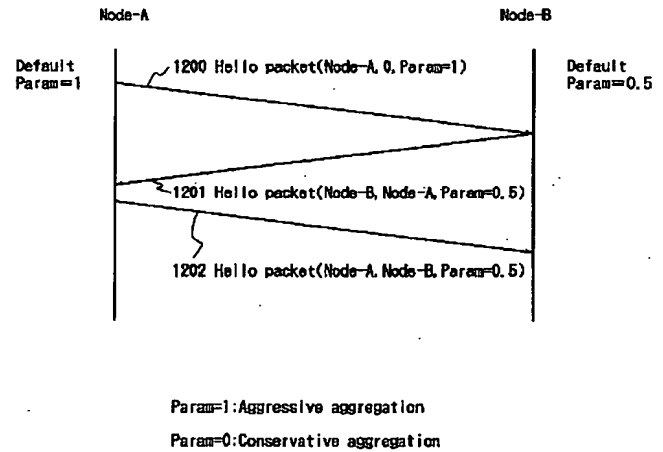 Node-A
Node-B
Default
Param=1
1200 Hello packet(Node-A, 0, Param=1)
Default
Param=0.5
1201 Hello packet(Node-B, Node-A, Param=0.5)
1202 Hello packet(Node-A, Node-B, Param=0.5)
Param=1:Aggressive aggregation
Param=0:Conservative aggregation